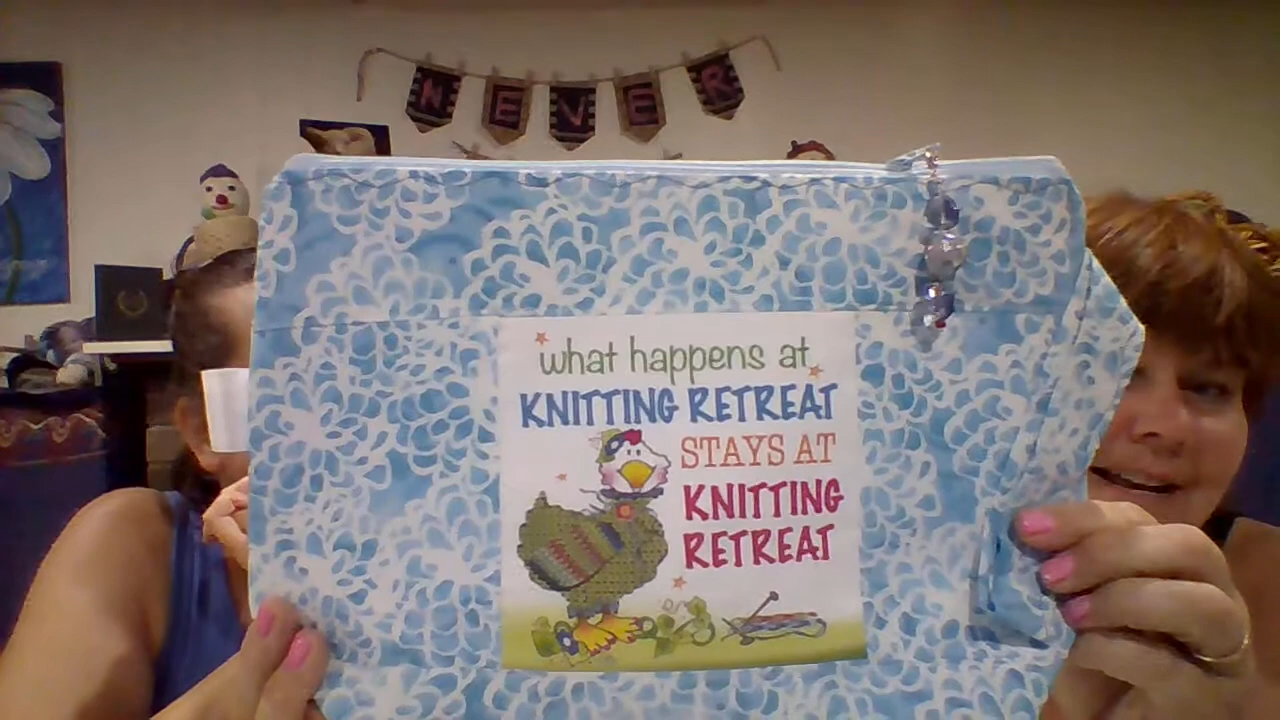 NEVER
what happens at
KNITTING RETREAT
STAYS AT
KNITTING
RETREAT